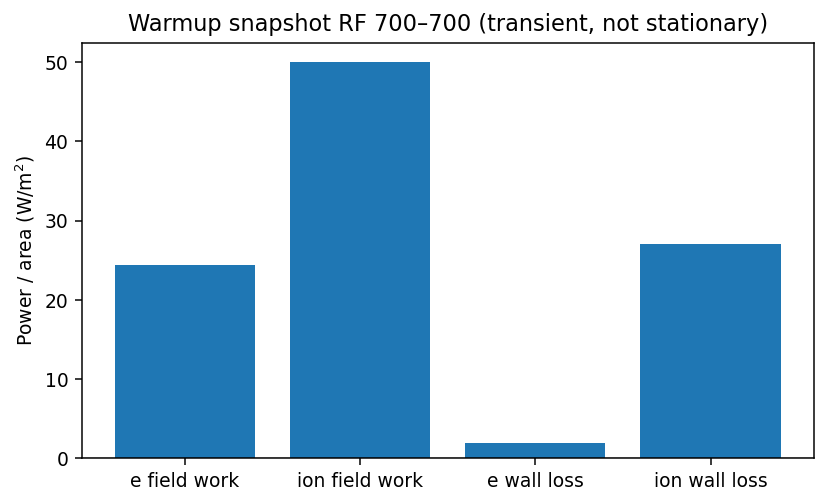 Warmup snapshot RF 700–700 (transient, not stationary)
Power / area (W/m²)
50
40
30
20
10
0
e field work ion field work e wall loss ion wall loss